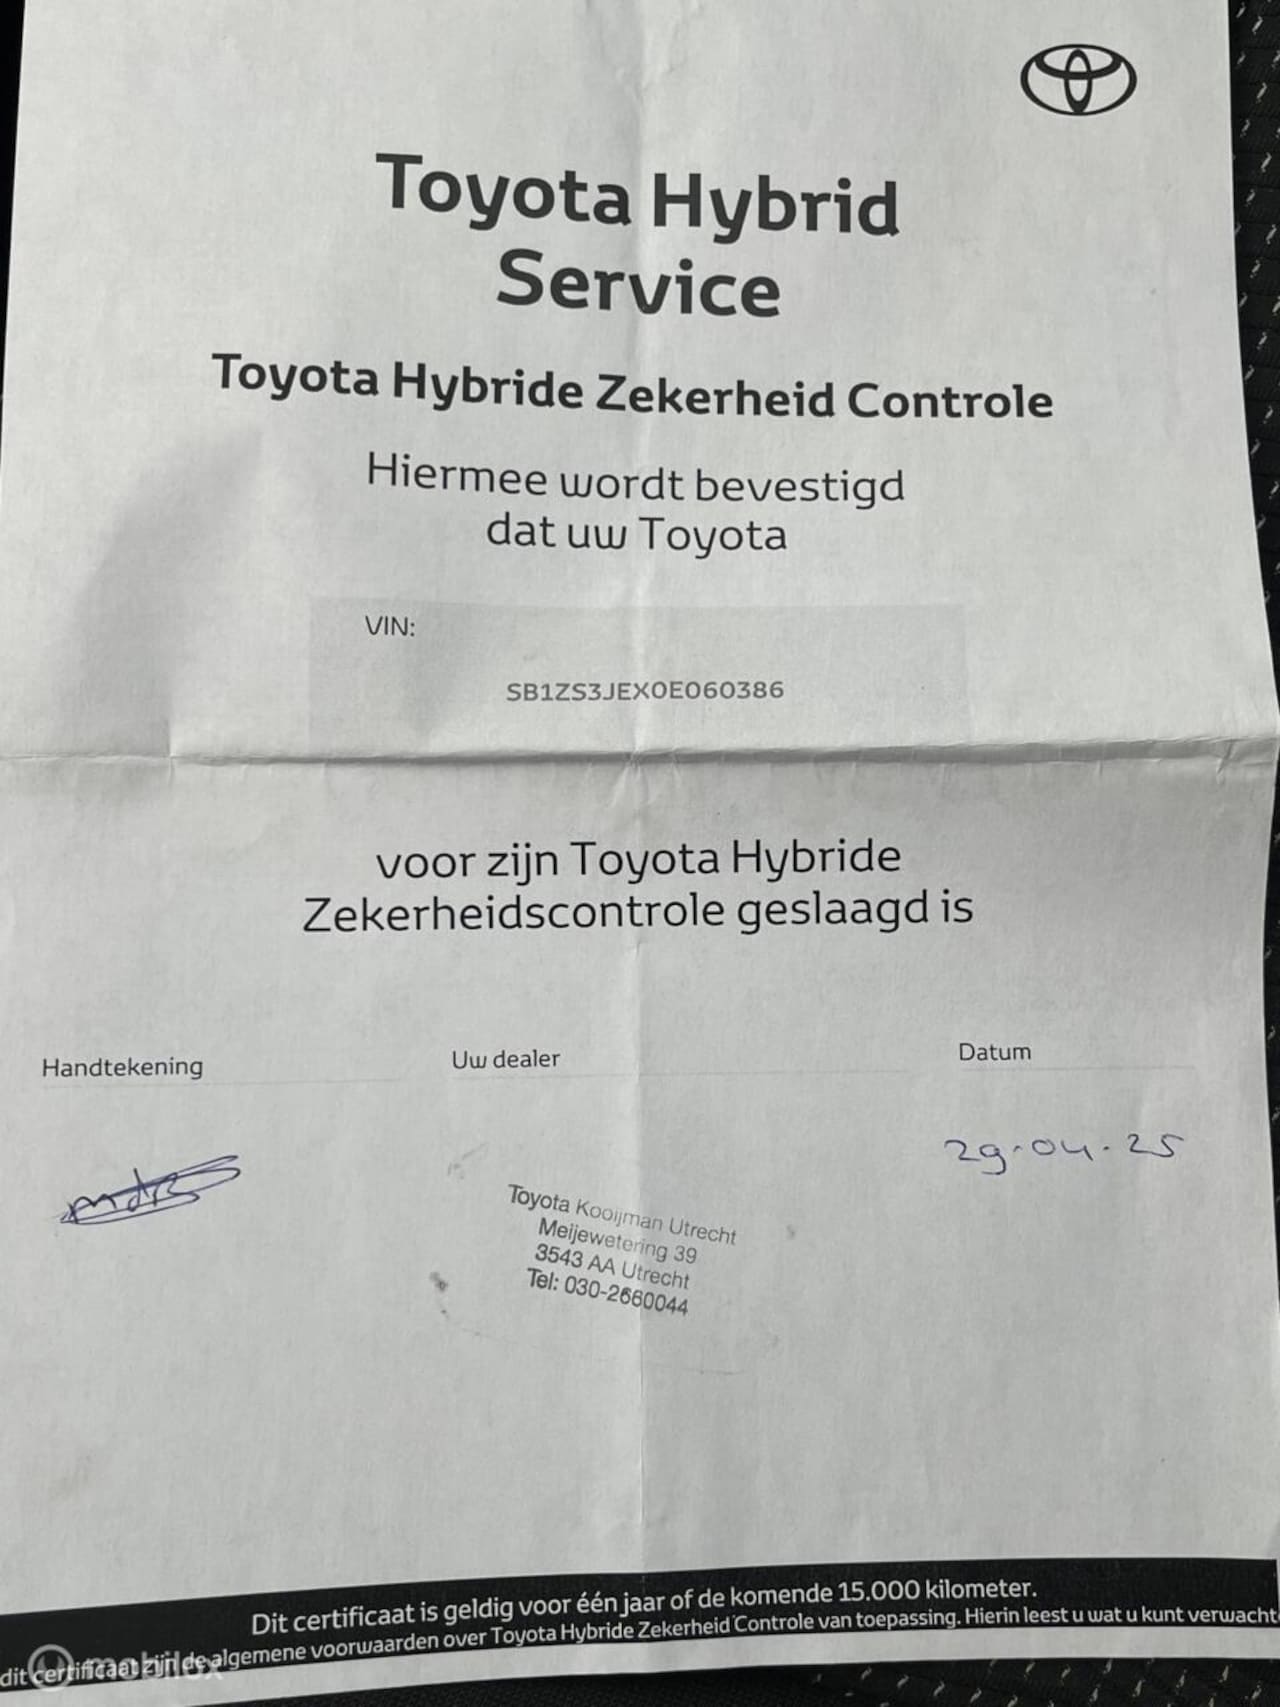 Toyota Hybrid
Service
Toyota Hybride Zekerheid Controle
Hiermee wordt bevestigd
dat uw Toyota
VIN:
SB1ZS3JEX0E060386
voor zijn Toyota Hybride
Zekerheidscontrole geslaagd is
Handtekening
Uw dealer
Datum
29-04-25
Toyota Kooijman Utrecht
Meijewetering 39
3543 AA Utrecht
Tel: 030-2660044
Dit certificaat is geldig voor één jaar of de komende 15.000 kilometer.
dit certificaat zijn de algemene voorwaarden over Toyota Hybride Zekerheid Controle van toepassing. Hierin leest u wat u kunt verwacht